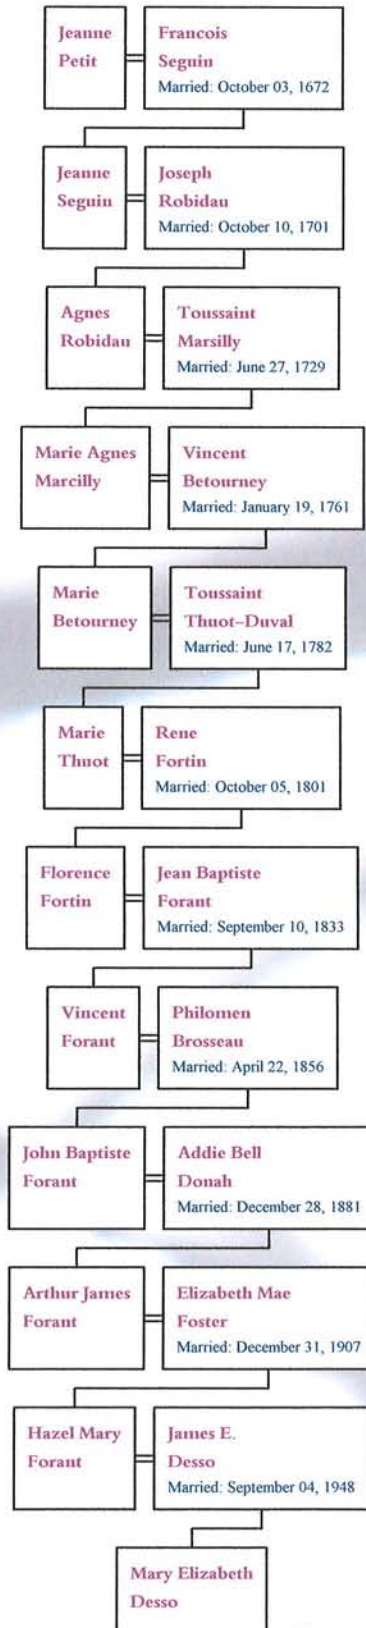 Jeanne
Petit
Francois
Seguin
Married: October 03, 1672
Jeanne
Seguin
Joseph
Robidau
Married: October 10, 1701
Agnes
Robidau
Toussaint
Marsilly
Married: June 27, 1729
Marie Agnes
Marcilly
Vincent
Betourney
Married: January 19, 1761
Marie
Betourney
Toussaint
Thuot–Duval
Married: June 17, 1782
Marie
Thuot
Rene
Fortin
Married: October 05, 1801
Florence
Fortin
Jean Baptiste
Forant
Married: September 10, 1833
Vincent
Forant
Philomen
Brosseau
Married: April 22, 1856
John Baptiste
Forant
Addie Bell
Donah
Married: December 28, 1881
Arthur James
Forant
Elizabeth Mae
Foster
Married: December 31, 1907
Hazel Mary
Forant
James E.
Desso
Married: September 04, 1948
Mary Elizabeth
Desso